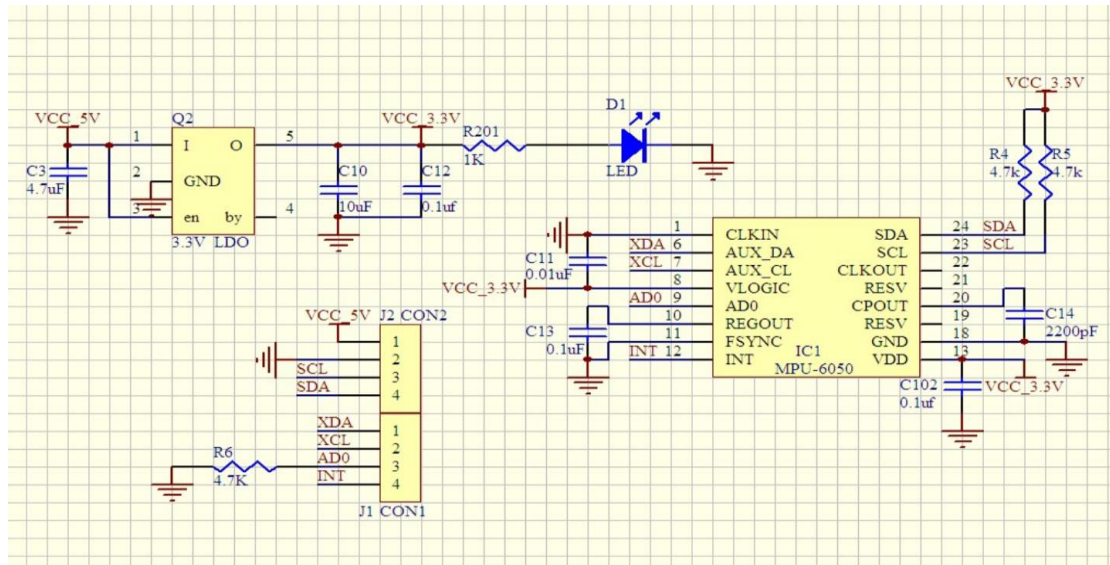 VCC_5V
Q2
1
I
O
5
C3
4.7uF
2
GND
3
en
by
4
3.3V LDO
VCC_3.3V
C10
10uF
C12
0.1uf
R201
1K
D1
LED
VCC_3.3V
R4
4.7k
R5
4.7k
1
CLKIN
XDA 6
AUX_DA
XCL 7
AUX_CL
8
VLOGIC
AD0 9
AD0
10
REGOUT
11
FSYNC
INT 12
INT
C11
0.01uF
VCC_3.3V
C13
0.1uF
SDA
24 SDA
SCL
23 SCL
CLKOUT
22
RESV
21
CPOUT
20
RESV
19
GND
18
VDD
13
IC1
MPU-6050
C14
2200pF
C102
0.1uf
VCC_3.3V
VCC_5V
J2 CON2
1
2
SCL
3
SDA
4
XDA
1
XCL
2
AD0
3
INT
4
R6
4.7K
J1 CON1